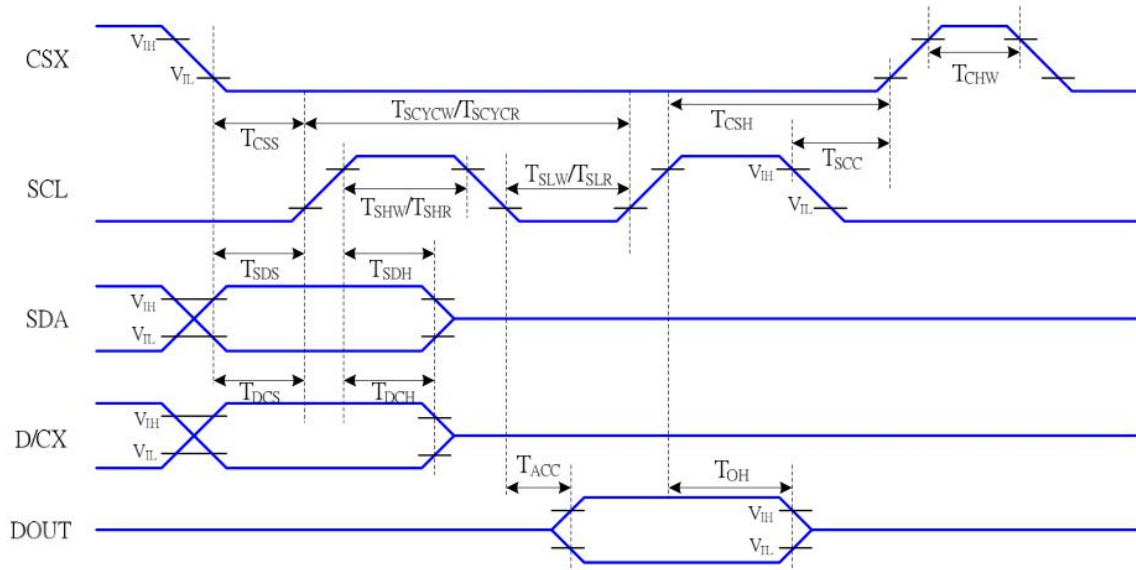 CSX
VIH
VIL
TCHW
TCSS
TSCYCW/TSCYCR
TCSH
TSCC
SCL
TSHW/TSHR
TSLW/TSLR
VIH
VIL
TSDS
TSDH
SDA
VIH
VIL
TDCS
TDCH
D/CX
VIH
VIL
TACC
TOH
DOUT
VIH
VIL